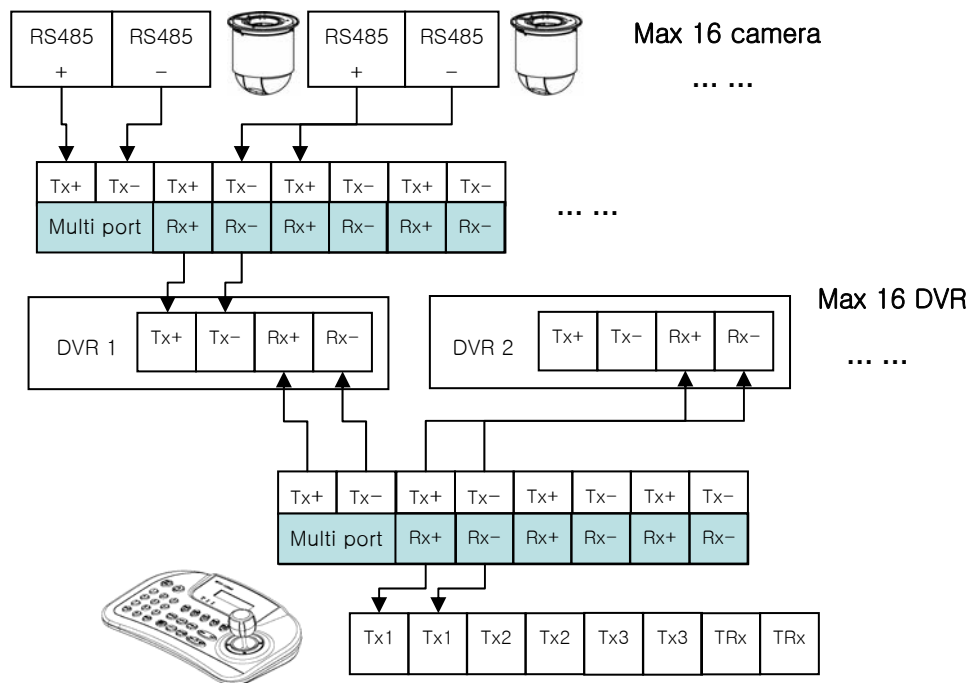 RS485 RS485 RS485 RS485 Max 16 camera
+ − + −
... ...
Tx+ Tx− Tx+ Tx− Tx+ Tx− Tx+ Tx−
Multi port Rx+ Rx− Rx+ Rx− Rx+ Rx−
... ...
Max 16 DVR
DVR 1 Tx+ Tx− Rx+ Rx−
DVR 2 Tx+ Tx− Rx+ Rx−
... ...
Tx+ Tx− Tx+ Tx− Tx+ Tx− Tx+ Tx−
Multi port Rx+ Rx− Rx+ Rx− Rx+ Rx−
Tx1 Tx1 Tx2 Tx2 Tx3 Tx3 TRx TRx